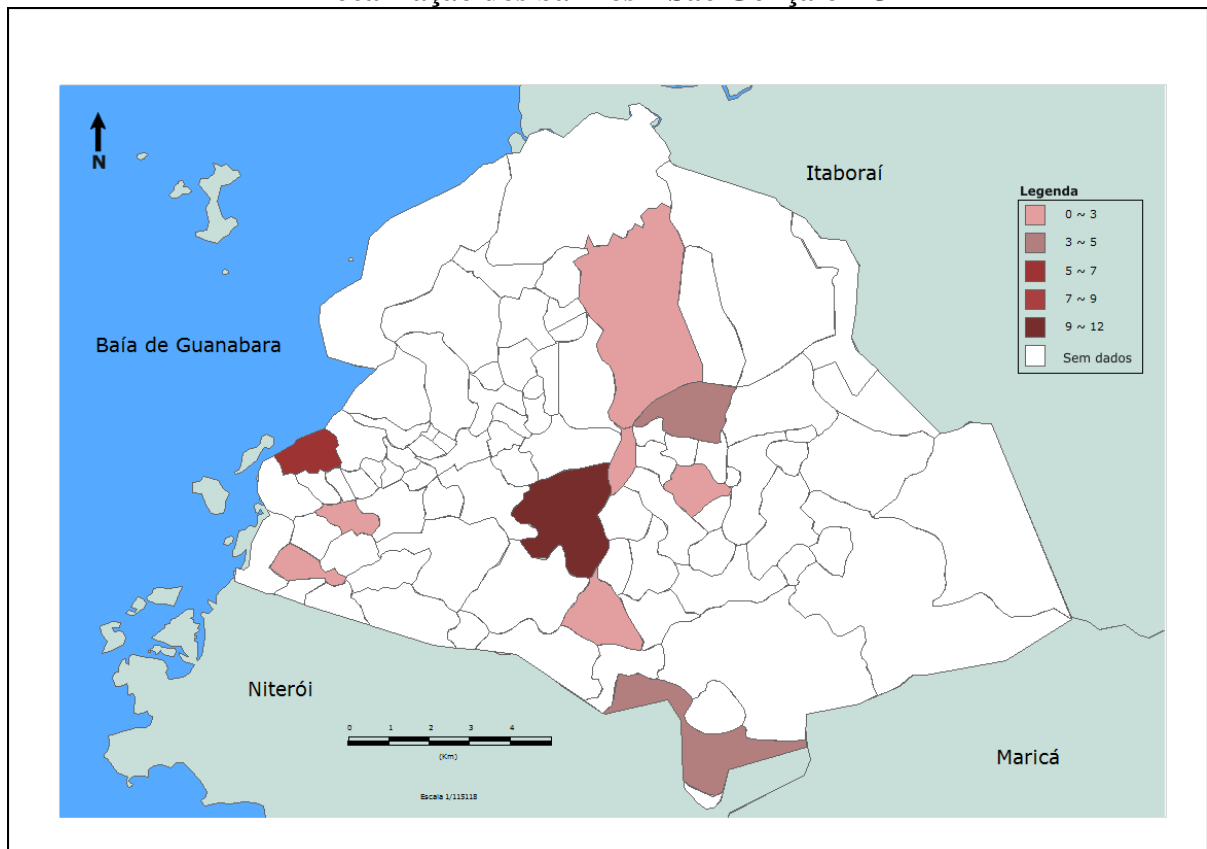 N
Itaboraí
Legenda
0 ~ 3
3 ~ 5
5 ~ 7
7 ~ 9
9 ~ 12
Sem dados
Baía de Guanabara
Niterói
0 1 2 3 4
(Km)
Escala 1/115118
Maricá